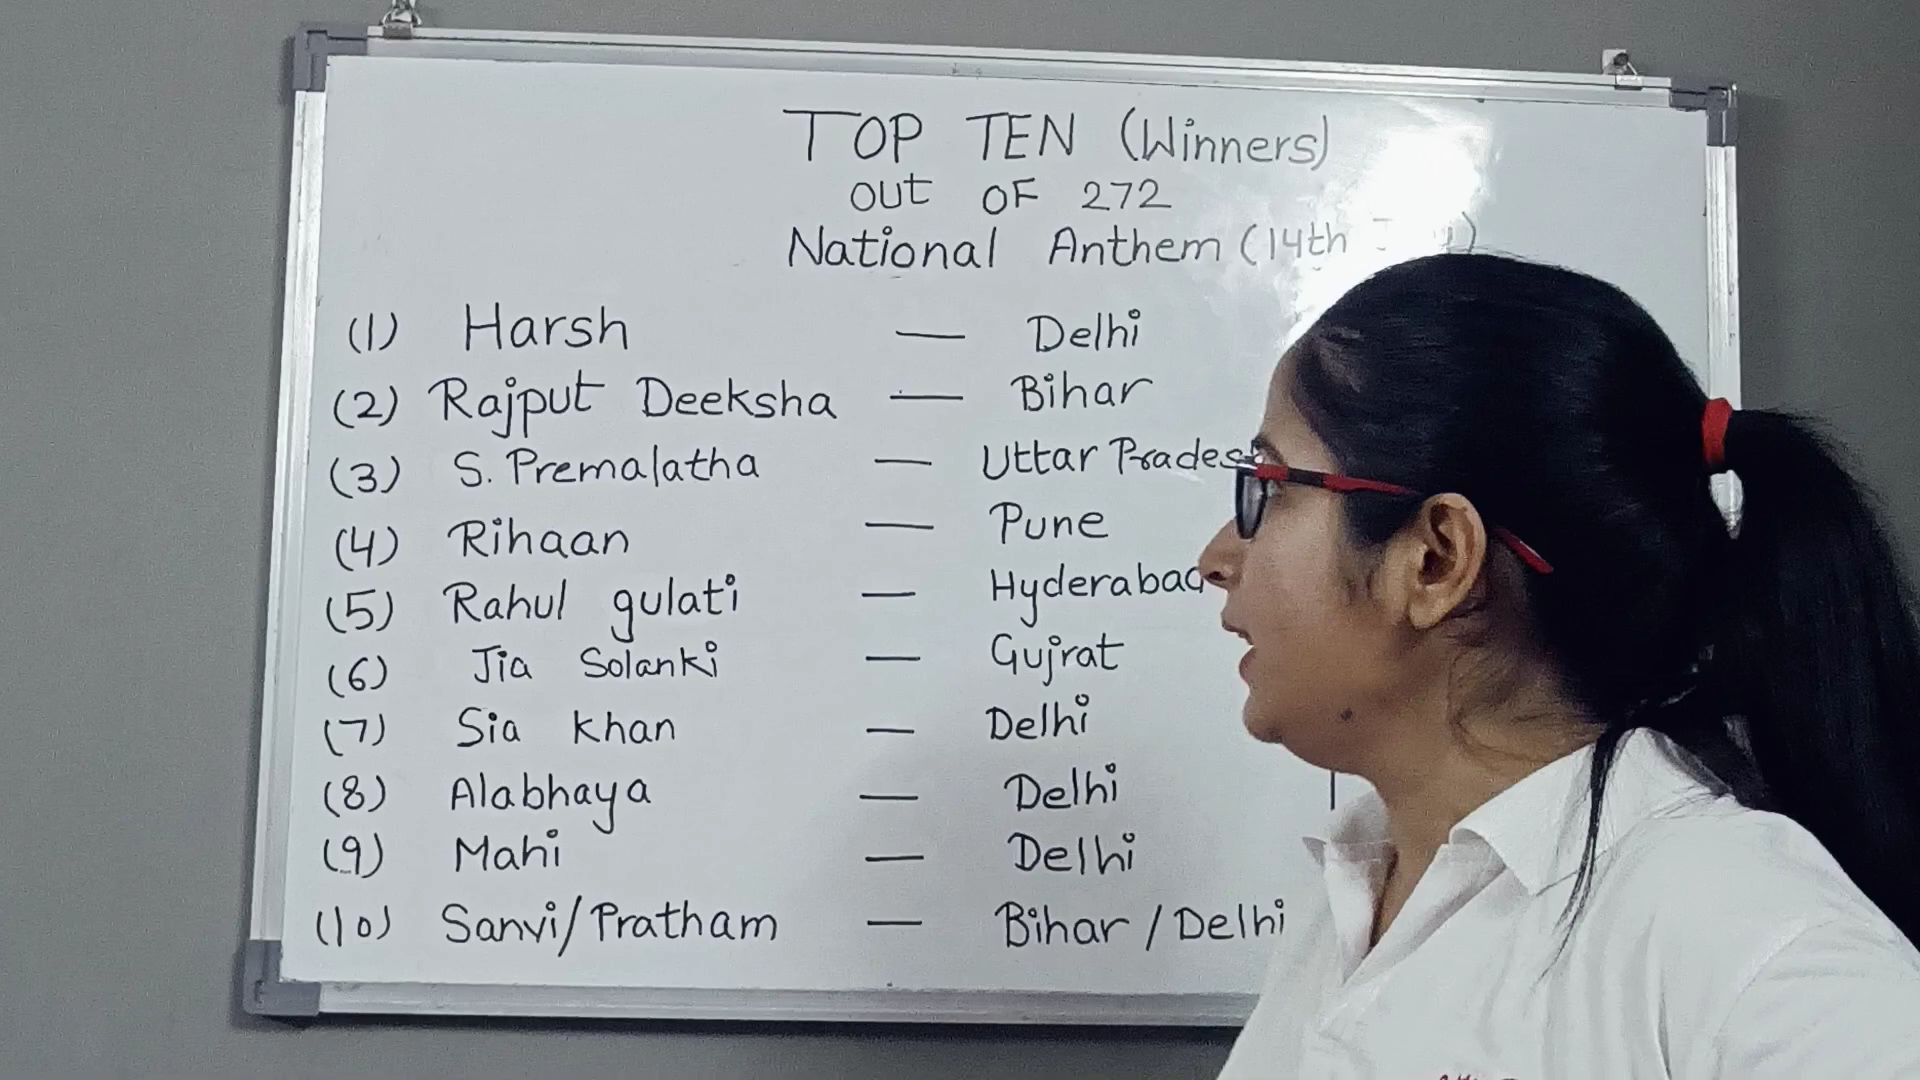 TOP TEN (Winners)
OUT OF 272
National Anthem (14th
(1) Harsh — Delhi
(2) Rajput Deeksha — Bihar
(3) S. Premalatha — Uttar Prades
(4) Rihaan — Pune
(5) Rahul gulati — Hyderabad
(6) Jia Solanki — Gujrat
(7) Sia Khan — Delhi
(8) Alabhaya — Delhi
(9) Mahi — Delhi
(10) Sanvi/Pratham — Bihar / Delhi